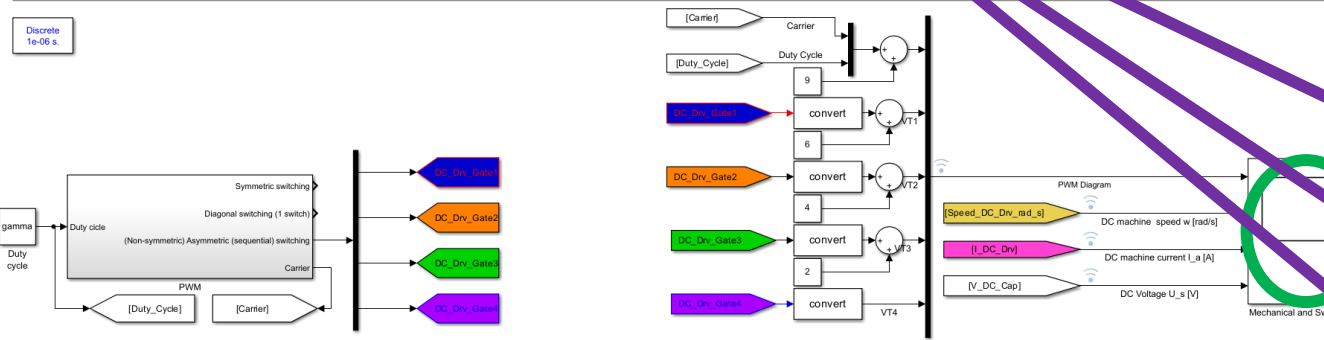 Discrete
1e-06 s.
gamma
Duty
cycle
Duty cicle
Symmetric switching
Diagonal switching (1 switch)
(Non-symmetric) Asymmetric (sequential) switching
Carrier
PWM
[Duty_Cycle]
[Carrier]
DC_Drv_Gate1
DC_Drv_Gate2
DC_Drv_Gate3
DC_Drv_Gate4
[Carrier]
Carrier
[Duty_Cycle]
Duty Cycle
9
DC_Drv_Gate1
convert
VT1
6
DC_Drv_Gate2
convert
VT2
4
DC_Drv_Gate3
convert
VT3
2
DC_Drv_Gate4
convert
VT4
PWM Diagram
[Speed_DC_Drv_rad_s]
DC machine speed w [rad/s]
[I_DC_Drv]
DC machine current I_a [A]
[V_DC_Cap]
DC Voltage U_s [V]
Mechanical and